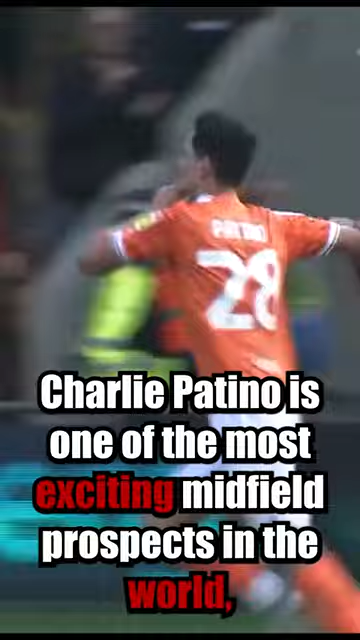 PATINO
28
Charlie Patino is
one of the most
exciting midfield
prospects in the
world,